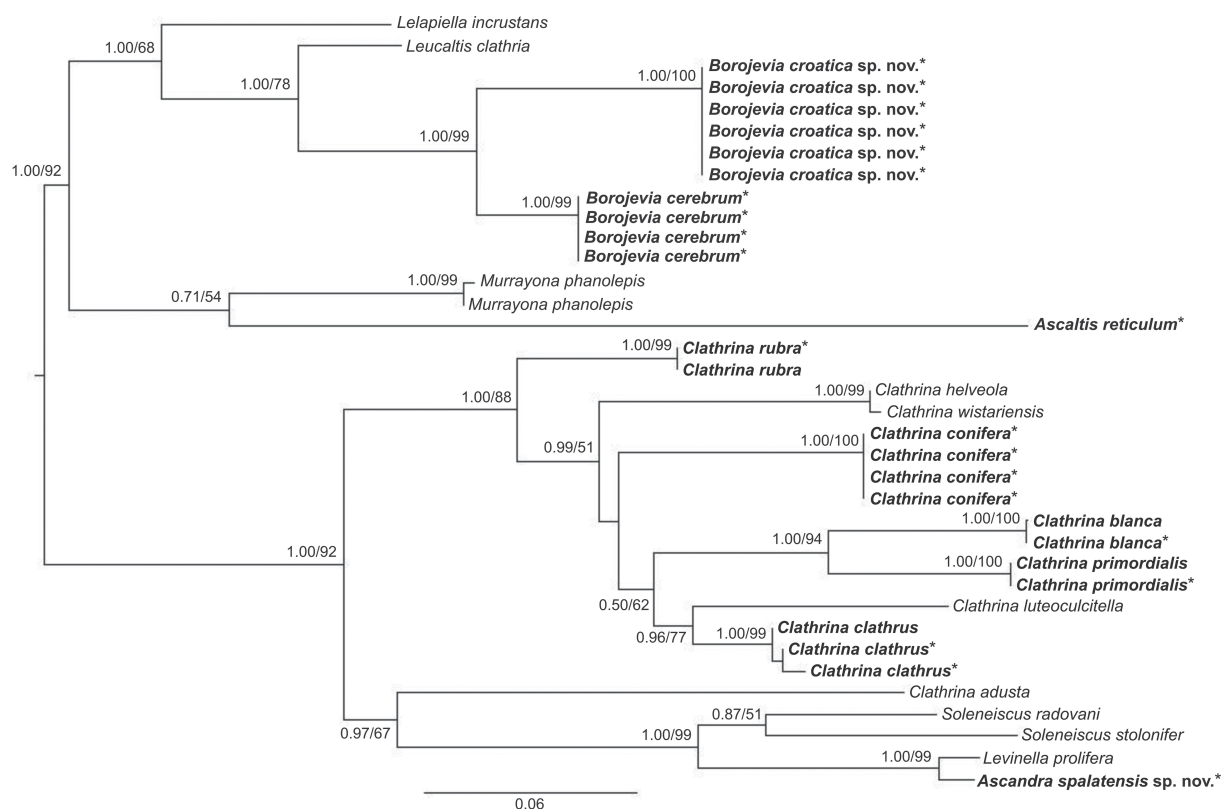 Lelapiella incrustans
1.00/68
Leucaltis clathria
Borojevia croatica sp. nov.*
1.00/100
1.00/78
Borojevia croatica sp. nov.*
Borojevia croatica sp. nov.*
Borojevia croatica sp. nov.*
1.00/99
Borojevia croatica sp. nov.*
Borojevia croatica sp. nov.*
1.00/92
Borojevia cerebrum*
1.00/99
Borojevia cerebrum*
Borojevia cerebrum*
Borojevia cerebrum*
1.00/99
Murrayona phanolepis
0.71/54
Murrayona phanolepis
Ascaltis reticulum*
1.00/99
Clathrina rubra*
Clathrina rubra
1.00/88
1.00/99
Clathrina helveola
Clathrina wistariensis
Clathrina conifera*
1.00/100
0.99/51
Clathrina conifera*
Clathrina conifera*
Clathrina conifera*
1.00/100
Clathrina blanca
1.00/94
Clathrina blanca*
1.00/92
1.00/100
Clathrina primordialis
Clathrina primordialis*
0.50/62
Clathrina luteoculcitella
0.96/77
1.00/99
Clathrina clathrus
Clathrina clathrus*
Clathrina clathrus*
Clathrina adusta
0.97/67
0.87/51
Soleneiscus radovani
1.00/99
Soleneiscus stolonifer
1.00/99
Levinella prolifera
Ascandra spalatensis sp. nov.*
0.06